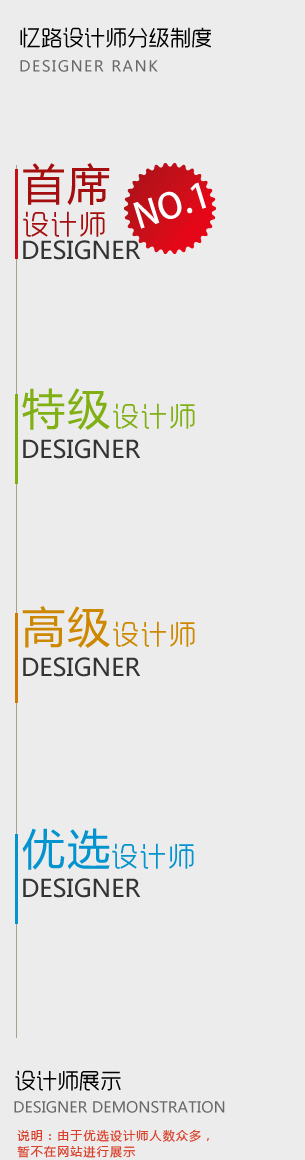 忆路设计师分级制度
DESIGNER RANK
首席
NO.1
设计师
DESIGNER
特级设计师
DESIGNER
高级设计师
DESIGNER
优选设计师
DESIGNER
设计师展示
DESIGNER DEMONSTRATION
说明：由于优选设计师人数众多，
暂不在网站进行展示